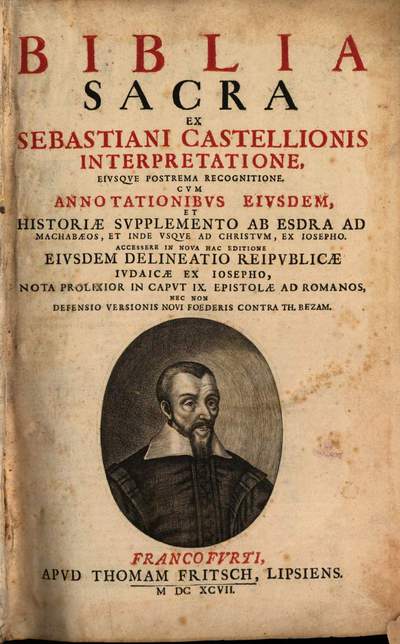 BIBLIA
SACRA
EX
SEBASTIANI CASTELLIONIS
INTERPRETATIONE,
EIVSQVE POSTREMA RECOGNITIONE,
CVM
ANNOTATIONIBVS EIVSDEM,
ET
HISTORIÆ SVPPLEMENTO AB ESDRA AD
MACHABÆOS, ET INDE VSQVE AD CHRISTVM, EX IOSEPHO.
ACCESSERE IN NOVA HAC EDITIONE
EIVSDEM DELINEATIO REIPVBLICÆ
IVDAICÆ EX IOSEPHO,
NOTA PROLIXIOR IN CAPVT IX. EPISTOLÆ AD ROMANOS,
NEC NON
DEFENSIO VERSIONIS NOVI FOEDERIS CONTRA TH. BEZAM.
FRANCOFVRTI,
APVD THOMAM FRITSCH, LIPSIENS.
M DC XCVII.